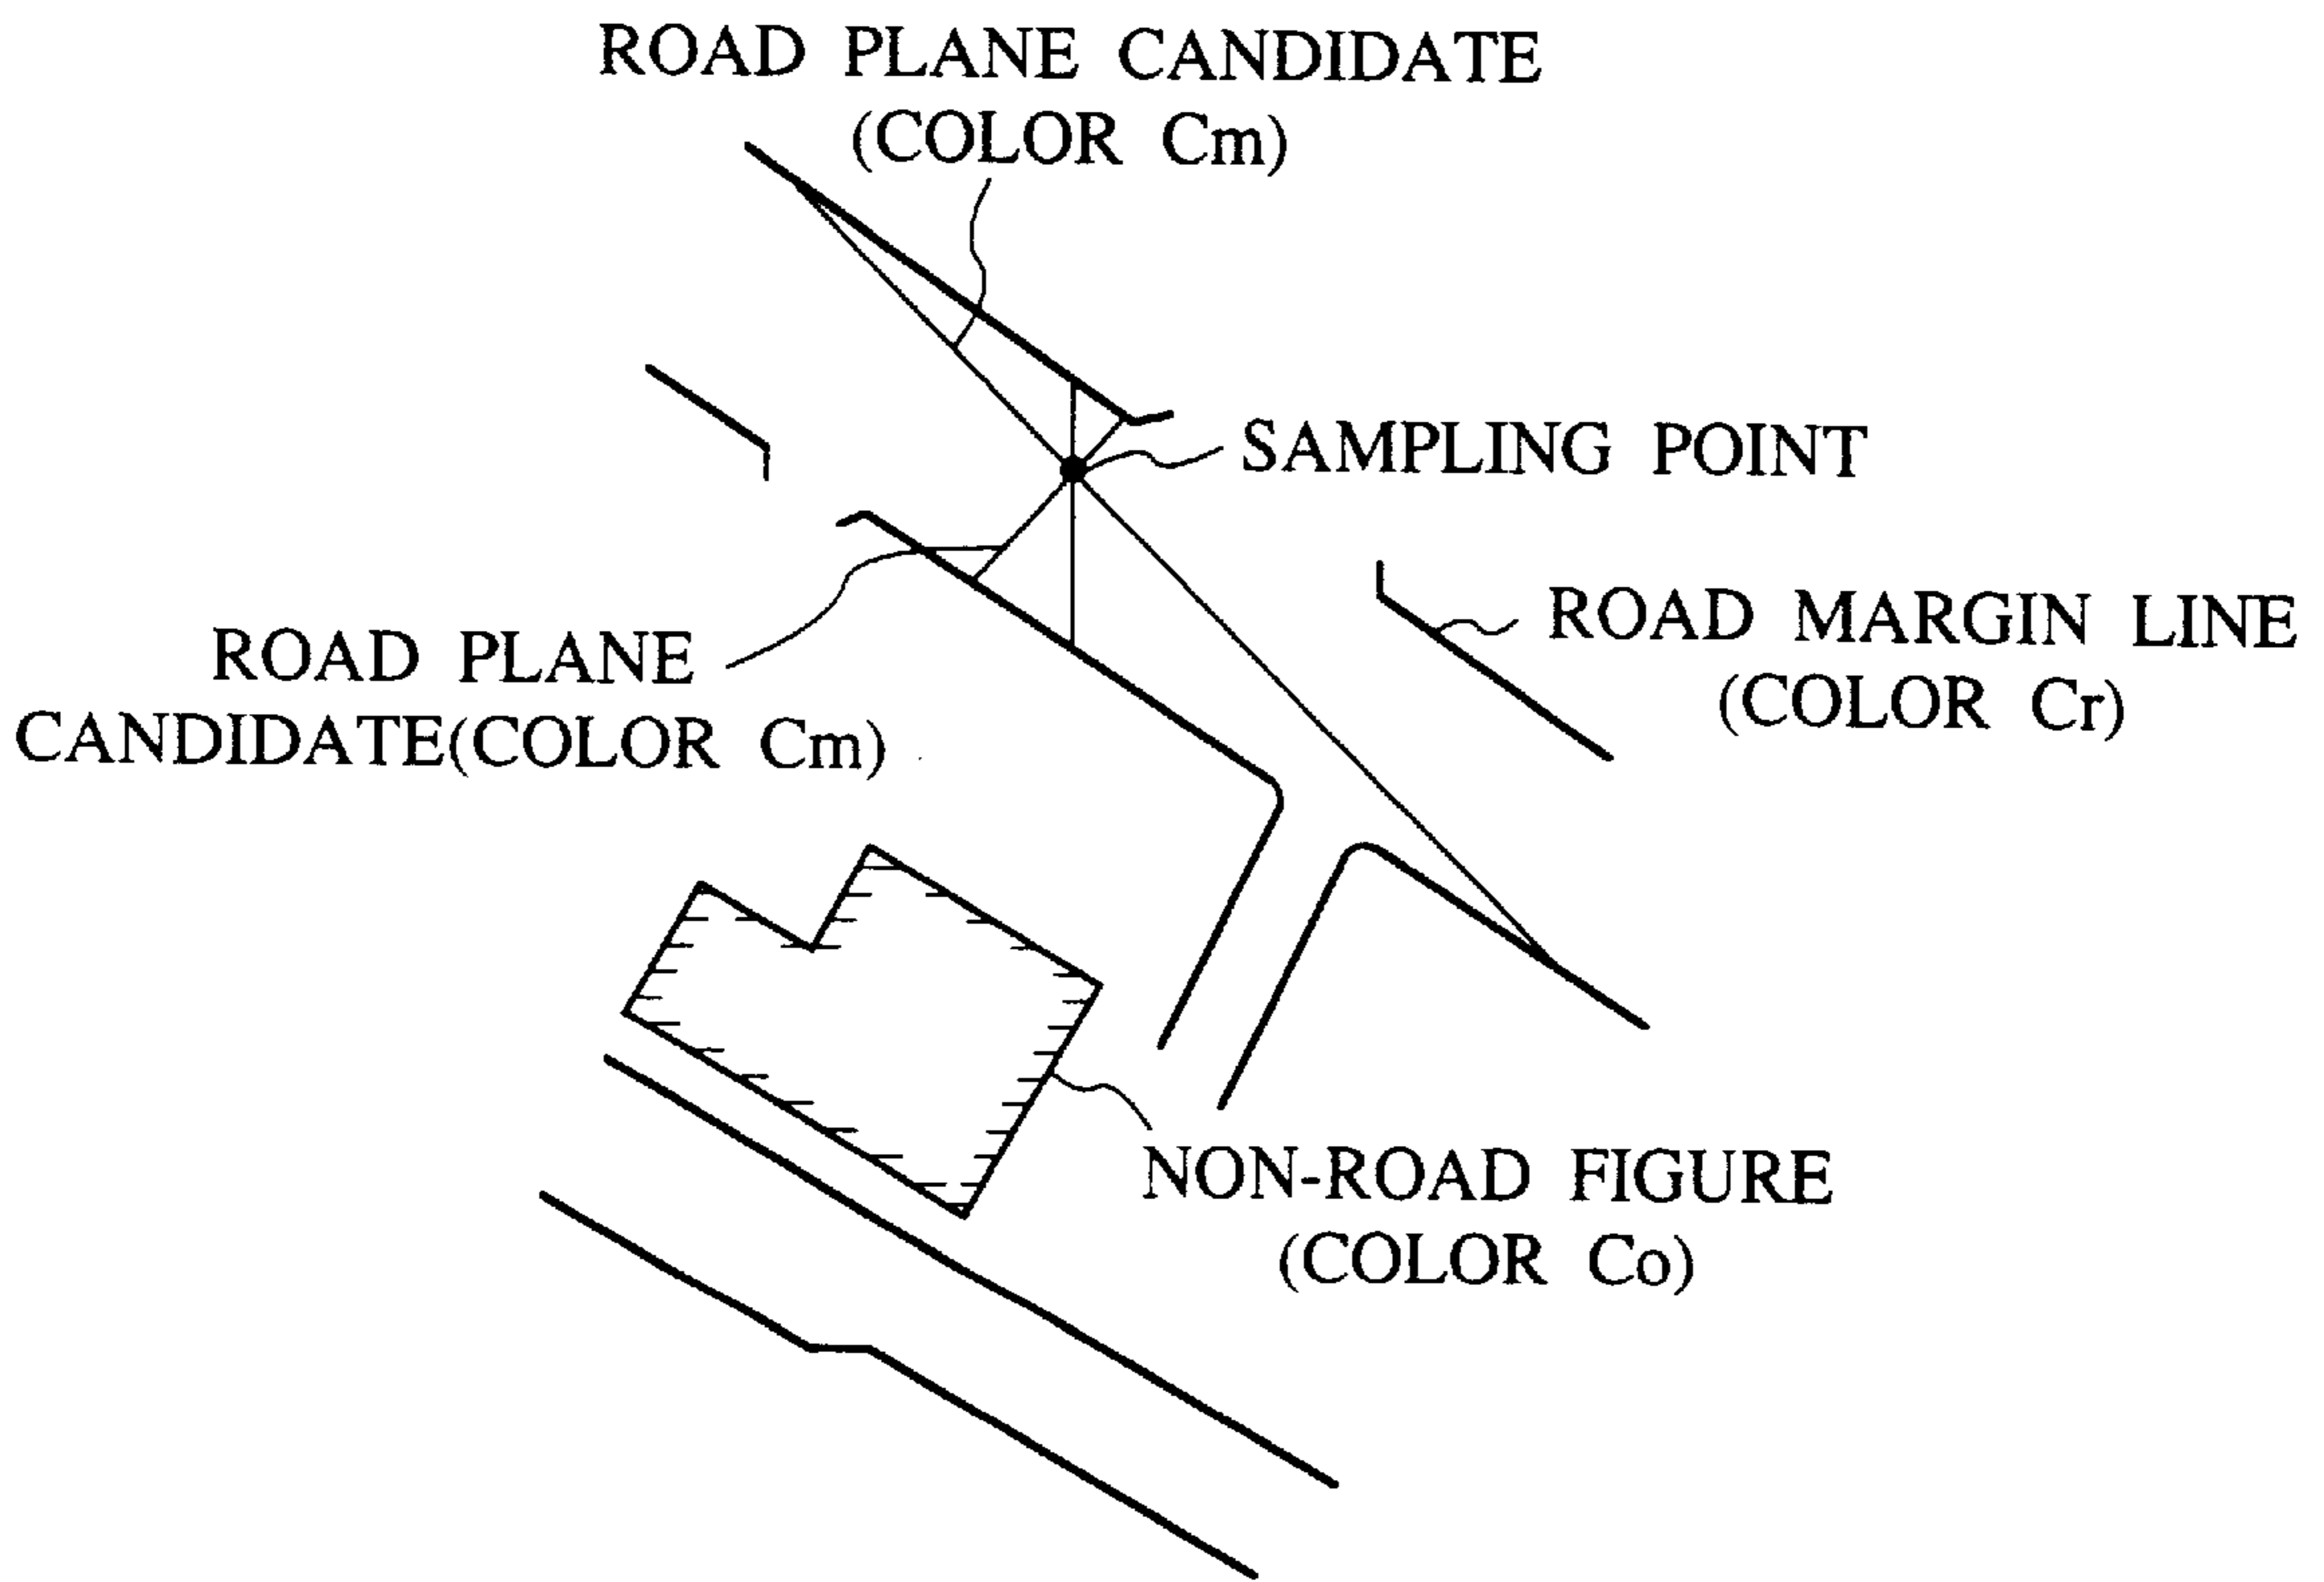 ROAD PLANE CANDIDATE
(COLOR Cm)
SAMPLING POINT
ROAD MARGIN LINE
(COLOR Cr)
ROAD PLANE
CANDIDATE(COLOR Cm)
NON-ROAD FIGURE
(COLOR Co)